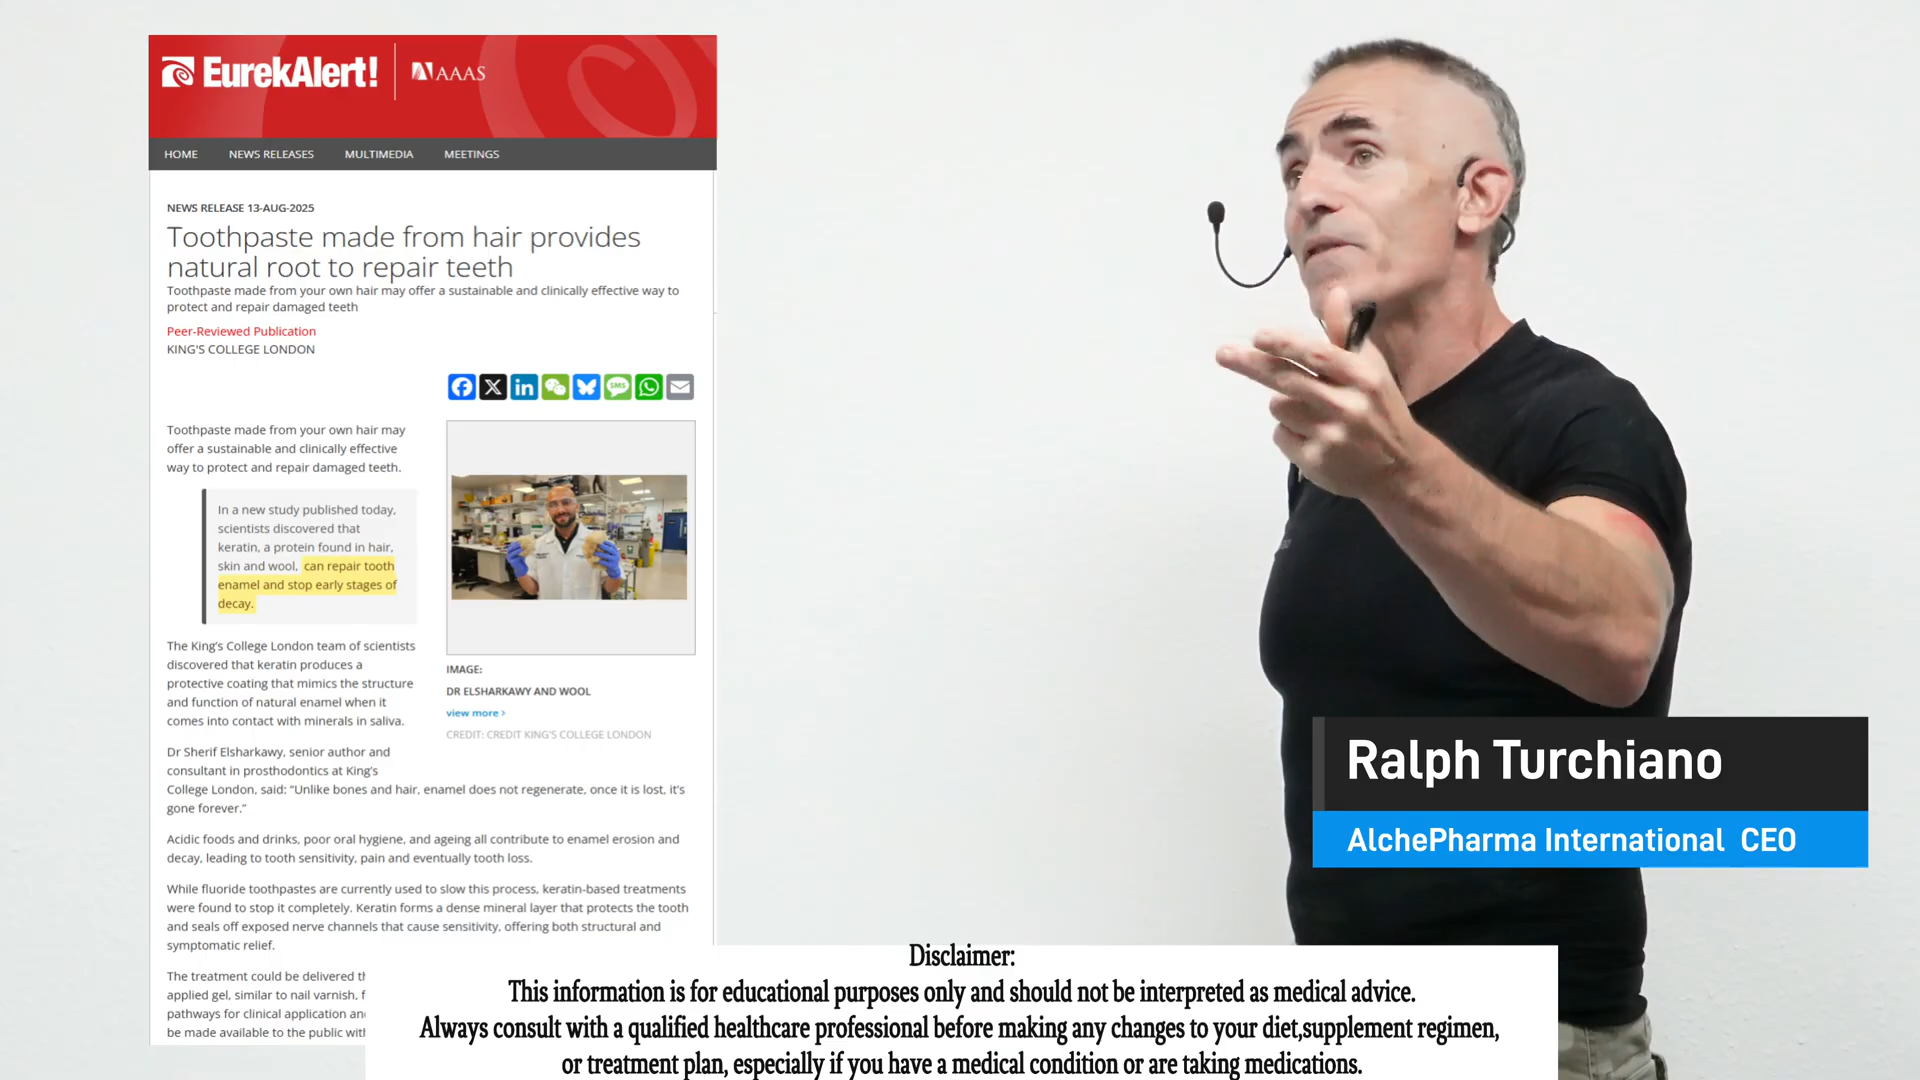 EurekAlert! AAAS
HOME NEWS RELEASES MULTIMEDIA MEETINGS
NEWS RELEASE 13-AUG-2025
Toothpaste made from hair provides
natural root to repair teeth
Toothpaste made from your own hair may offer a sustainable and clinically effective way to
protect and repair damaged teeth
Peer-Reviewed Publication
KING'S COLLEGE LONDON
SMS
Toothpaste made from your own hair may
offer a sustainable and clinically effective
way to protect and repair damaged teeth.
In a new study published today,
scientists discovered that
keratin, a protein found in hair,
skin and wool, can repair tooth
enamel and stop early stages of
decay.
The King's College London team of scientists
discovered that keratin produces a
protective coating that mimics the structure
and function of natural enamel when it
comes into contact with minerals in saliva.
IMAGE:
DR ELSHARKAWY AND WOOL
view more >
CREDIT: CREDIT KING'S COLLEGE LONDON
Dr Sherif Elsharkawy, senior author and
consultant in prosthodontics at King's
College London, said: “Unlike bones and hair, enamel does not regenerate, once it is lost, it's
gone forever.”
Acidic foods and drinks, poor oral hygiene, and ageing all contribute to enamel erosion and
decay, leading to tooth sensitivity, pain and eventually tooth loss.
While fluoride toothpastes are currently used to slow this process, keratin-based treatments
were found to stop it completely. Keratin forms a dense mineral layer that protects the tooth
and seals off exposed nerve channels that cause sensitivity, offering both structural and
symptomatic relief.
The treatment could be delivered
applied gel, similar to nail varnish,
pathways for clinical application
be made available to the public
Ralph Turchiano
AlchePharma International CEO
Disclaimer:
This information is for educational purposes only and should not be interpreted as medical advice.
Always consult with a qualified healthcare professional before making any changes to your diet,supplement regimen,
or treatment plan, especially if you have a medical condition or are taking medications.